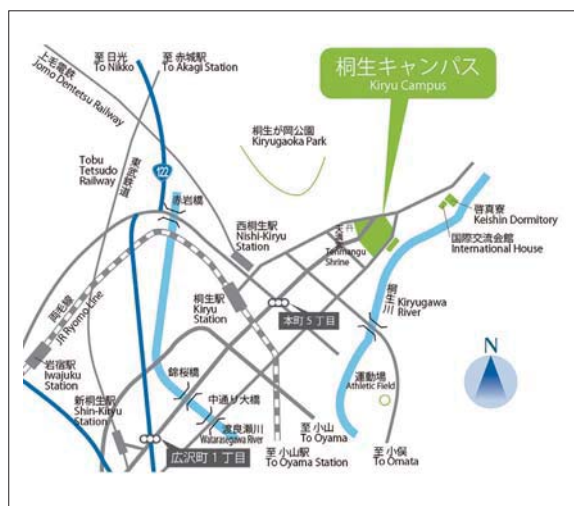 上毛電鉄
Jomo Dentetsu Railway
至 日光
To Nikko
至 赤城駅
To Akagi Station
桐生キャンパス
Kiryu Campus
桐生が岡公園
Kiryugaoka Park
Tobu
Tetsudo
Railway
122
赤岩橋
西桐生駅
Nishi-Kiryu
Station
天満宮
Tenmangu
Shrine
啓真寮
Keishin Dormitory
国際交流会館
International House
両毛線
JR Ryomo Line
桐生駅
Kiryu
Station
本町5丁目
桐生川
Kiryugawa
River
岩宿駅
Iwajuku
Station
新桐生駅
Shin-Kiryu
Station
錦桜橋
中通り大橋
渡良瀬川
Watarasegawa River
広沢町1丁目
至 小山
To Oyama
至 小山駅
To Oyama Station
運動場
Athletic Field
至 小俣
To Omata
N